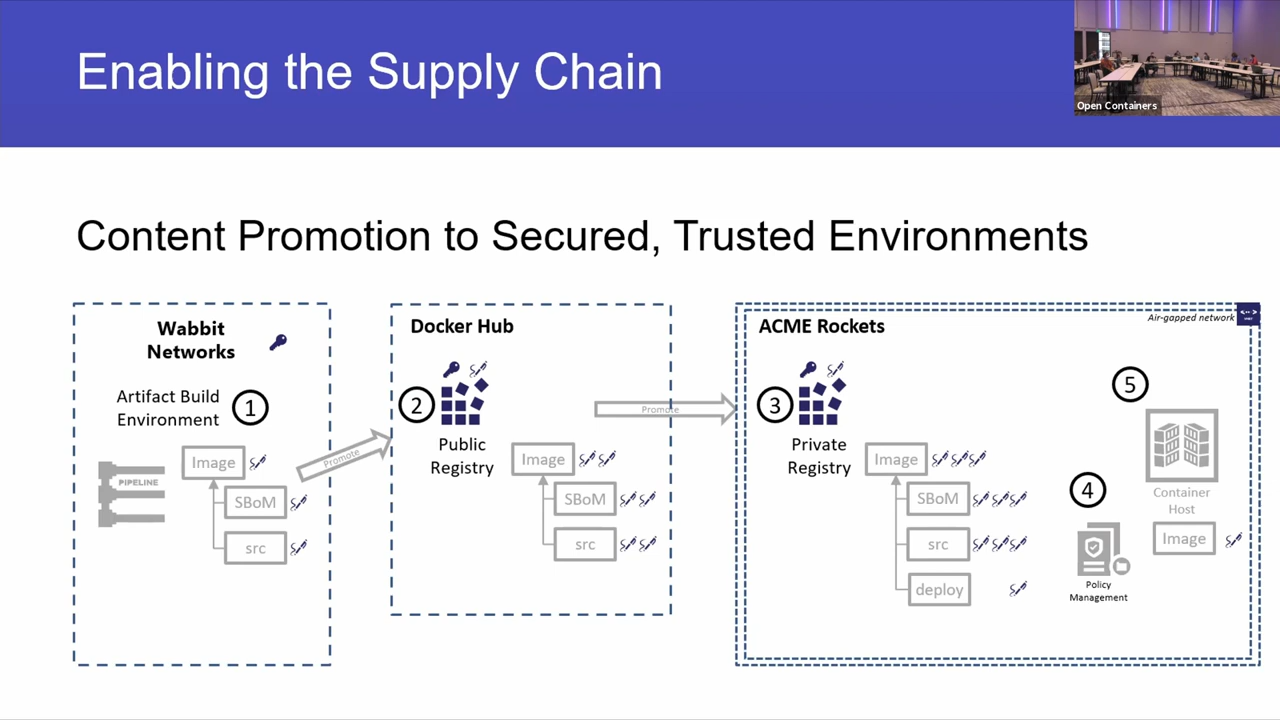 Enabling the Supply Chain
Open Containers
Content Promotion to Secured, Trusted Environments
Wabbit
Networks
Artifact Build
Environment
1
PIPELINE
Image
SBoM
src
Promote
Docker Hub
2
Public
Registry
Image
SBoM
src
Promote
ACME Rockets
Air-gapped network
3
Private
Registry
Image
SBoM
src
deploy
4
Policy
Management
5
Container
Host
Image